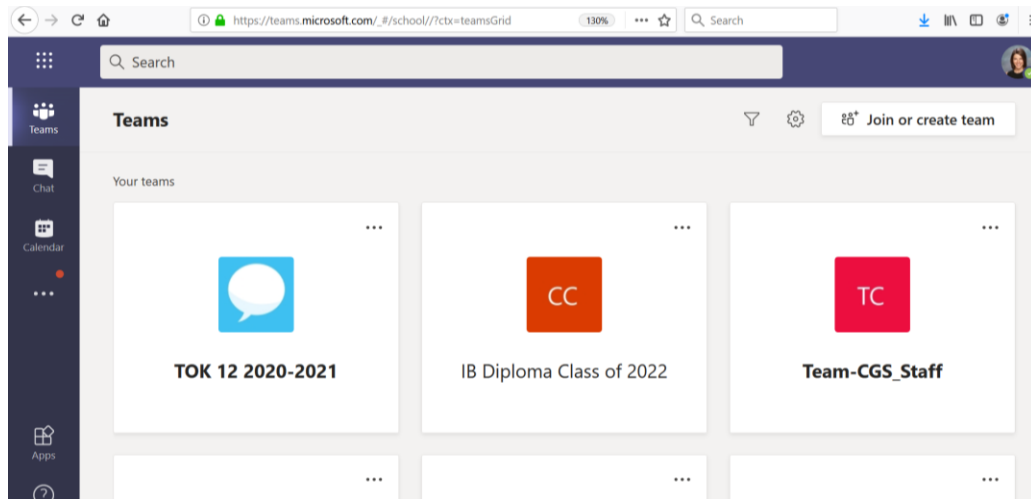 https://teams.microsoft.com/_#/school//?ctx=teamsGrid 130% Search
Search
Teams
Chat
Calendar
Apps
Teams
Join or create team
Your teams
CC
TC
TOK 12 2020-2021
IB Diploma Class of 2022
Team-CGS_Staff